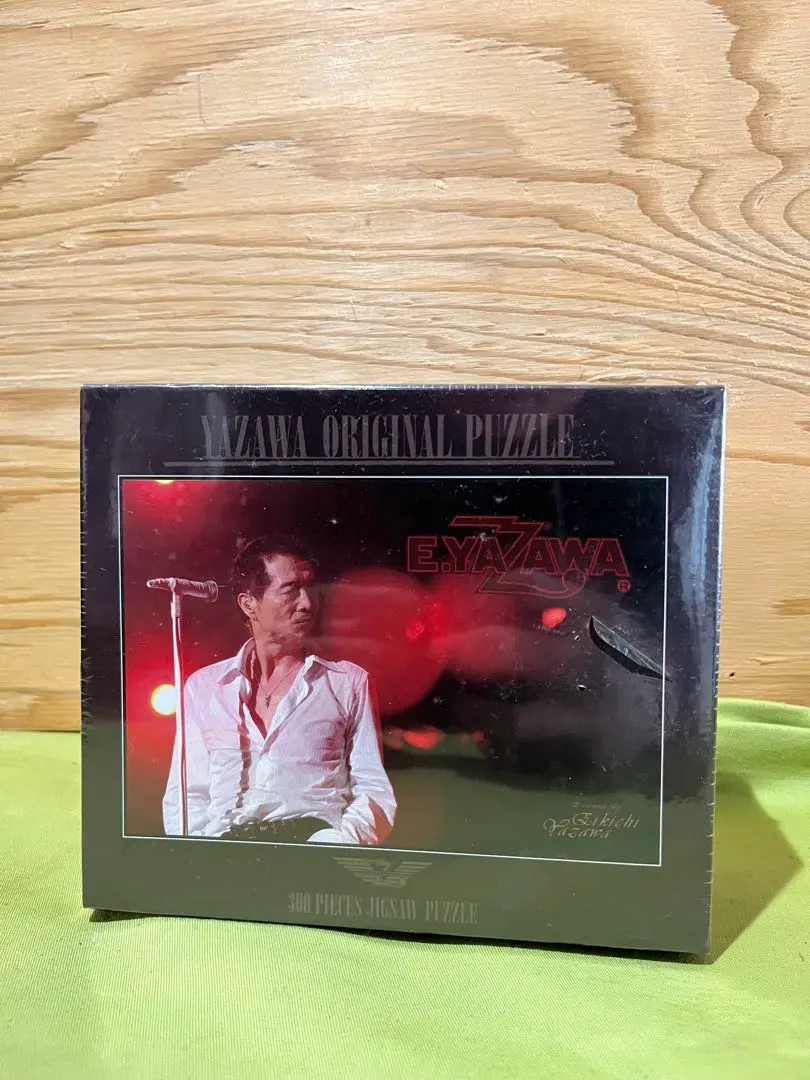 YAZAWA ORIGINAL PUZZLE
E.YAZAWA
®
Eikichi
Yazawa
300 PIECES JIGSAW PUZZLE